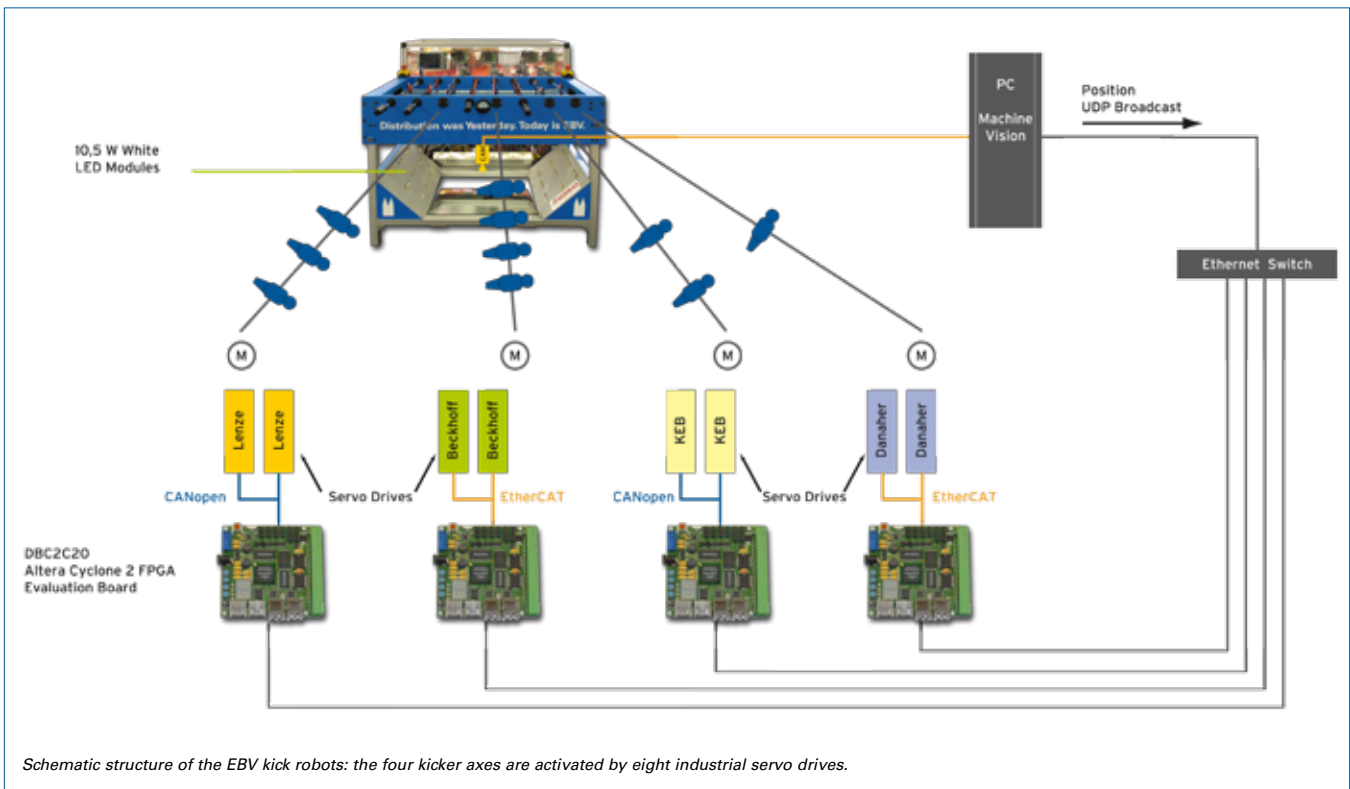 Distribution was Yesterday. Today is EBV.
CAM
10,5 W White
LED Modules
PC
Machine
Vision
Position
UDP Broadcast
Ethernet Switch
M
M
M
M
Lenze
Lenze
Beckhoff
Beckhoff
KEB
KEB
Danaher
Danaher
CANopen
Servo Drives
EtherCAT
CANopen
Servo Drives
EtherCAT
DBC2C20
Altera Cyclone 2 FPGA
Evaluation Board
Schematic structure of the EBV kick robots: the four kicker axes are activated by eight industrial servo drives.